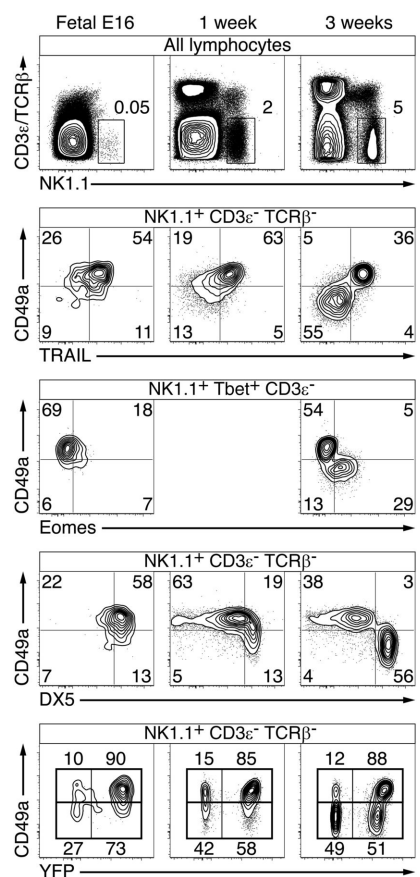 Fetal E16 1 week 3 weeks
All lymphocytes
CD3ε/TCRβ
0.05 2 5
NK1.1
NK1.1+ CD3ε- TCRβ-
26 54 19 63 5 36
CD49a
9 11 13 5 55 4
TRAIL
NK1.1+ Tbet+ CD3ε-
69 18 54 5
CD49a
6 7 13 29
Eomes
NK1.1+ CD3ε- TCRβ-
22 58 63 19 38 3
CD49a
7 13 5 13 4 56
DX5
NK1.1+ CD3ε- TCRβ-
10 90 15 85 12 88
CD49a
27 73 42 58 49 51
YFP